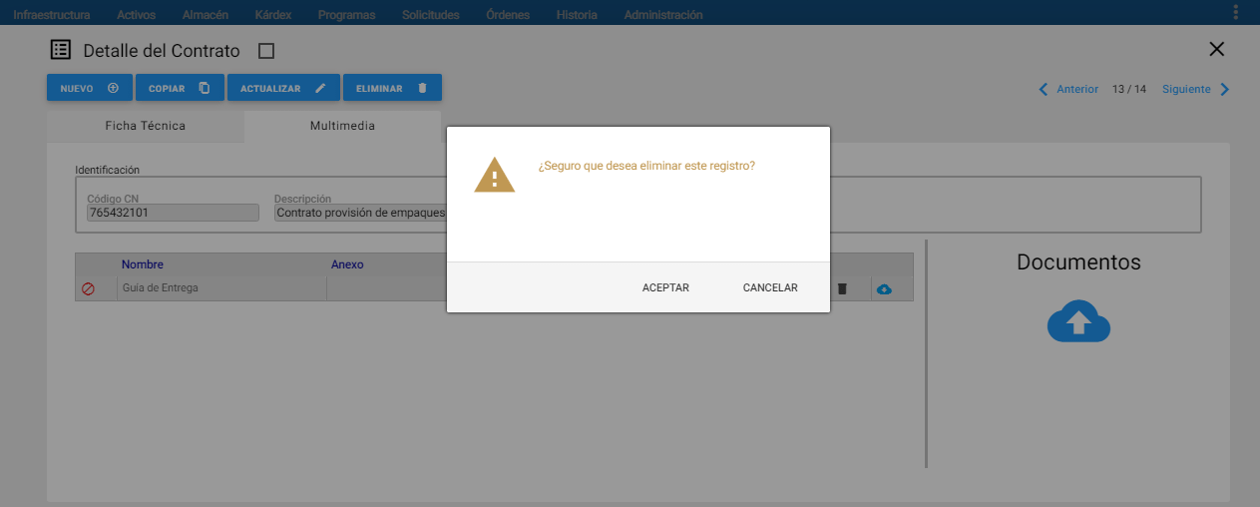 Infraestructura Activos Almacén Kárdex Programas Solicitudes Órdenes Historia Administración
Detalle del Contrato
NUEVO COPIAR ACTUALIZAR ELIMINAR
Anterior 13 / 14 Siguiente
Ficha Técnica Multimedia
¿Seguro que desea eliminar este registro?
Identificación
Código CN Descripción
765432101 Contrato provisión de empaques
Nombre Anexo
Documentos
Guía de Entrega
ACEPTAR CANCELAR